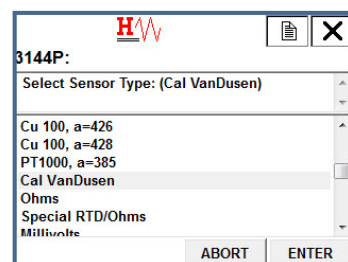 H
3144P:
Select Sensor Type: (Cal VanDusen)
Cu 100, a=426
Cu 100, a=428
PT1000, a=385
Cal VanDusen
Ohms
Special RTD/Ohms
Millivolts
ABORT ENTER